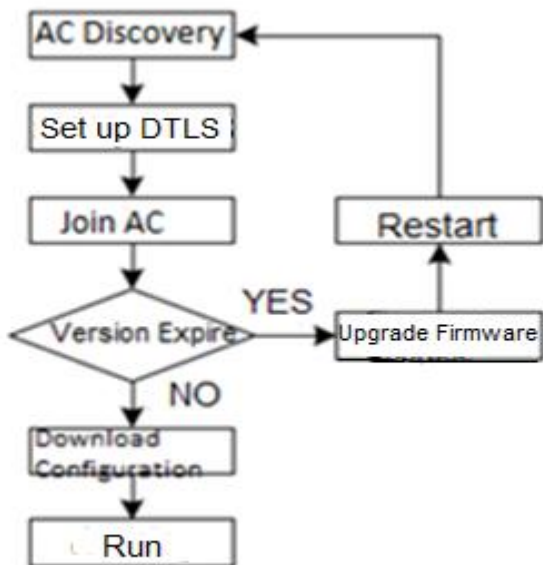 AC Discovery
Set up DTLS
Join AC
Restart
YES
Version Expire
Upgrade Firmware
NO
Download
Configuration
Run